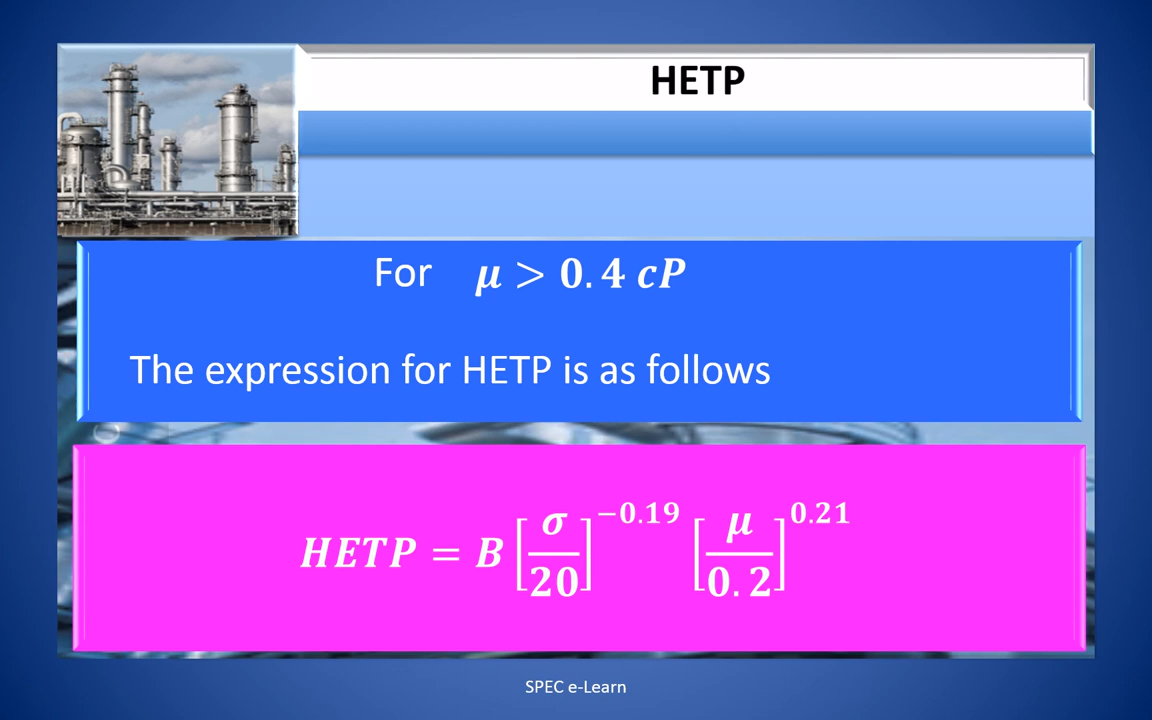 HETP
For μ > 0.4 cP
The expression for HETP is as follows
HETP = B [σ/20]^−0.19 [μ/0.2]^0.21
SPEC e-Learn